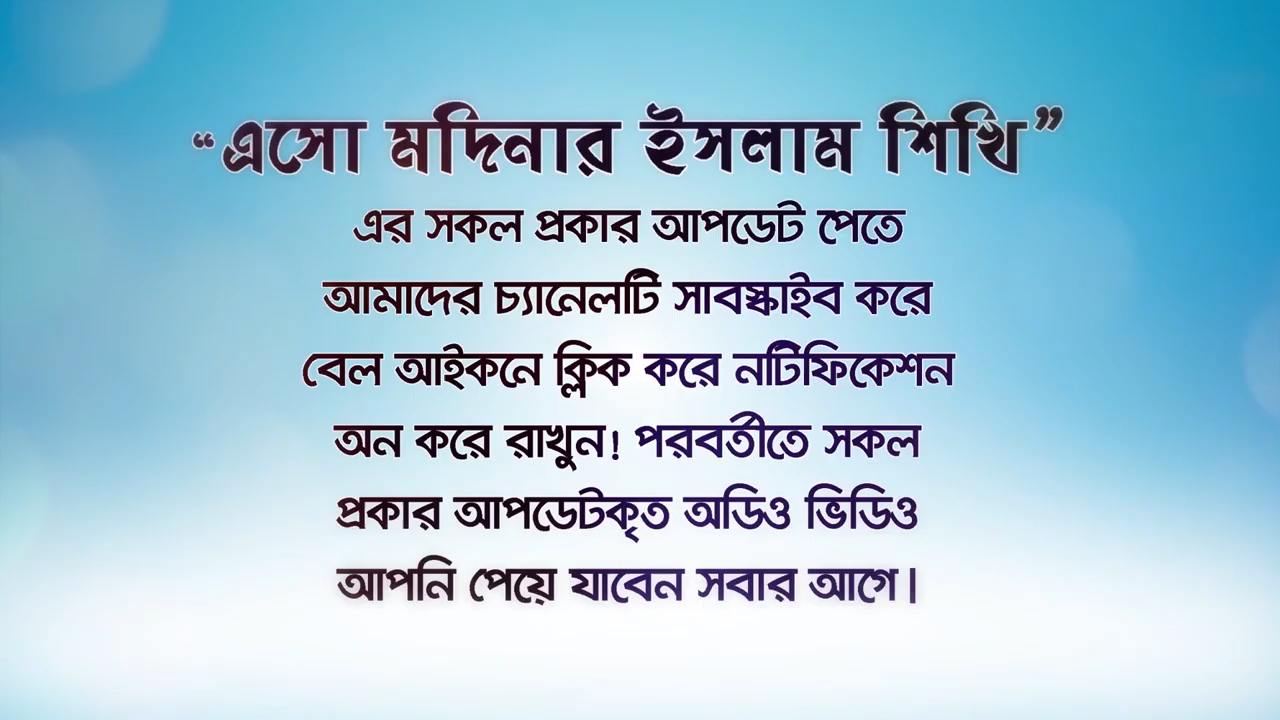 “এসো মদিনার ইসলাম শিখি”
এর সকল প্রকার আপডেট পেতে
আমাদের চ্যানেলটি সাবস্ক্রাইব করে
বেল আইকনে ক্লিক করে নটিফিকেশন
অন করে রাখুন! পরবর্তীতে সকল
প্রকার আপডেটকৃত অডিও ভিডিও
আপনি পেয়ে যাবেন সবার আগে।